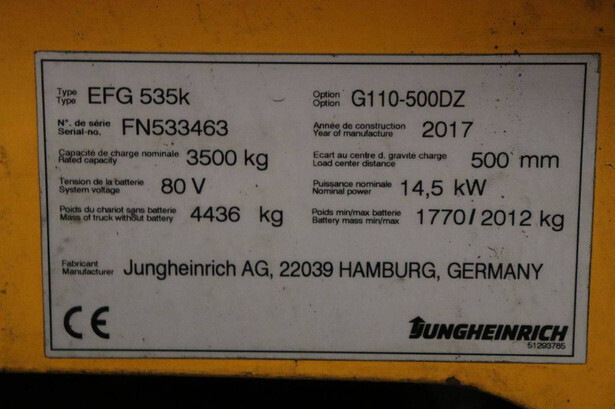 Type
Type EFG 535k
Option
Option G110-500DZ
N°. de série
Serial-no. FN533463
Année de construction
Year of manufacture 2017
Capacité de charge nominale
Rated capacity 3500 kg
Ecart au centre d. gravité charge
Load center distance 500 mm
Tension de la batterie
System voltage 80 V
Puissance nominale
Nominal power 14,5 kW
Poids du chariot sans batterie
Mass of truck without battery 4436 kg
Poids min/max batterie
Battery mass min/max 1770/2012 kg
Fabricant
Manufacturer Jungheinrich AG, 22039 HAMBURG, GERMANY
CE
JUNGHEINRICH
51293785